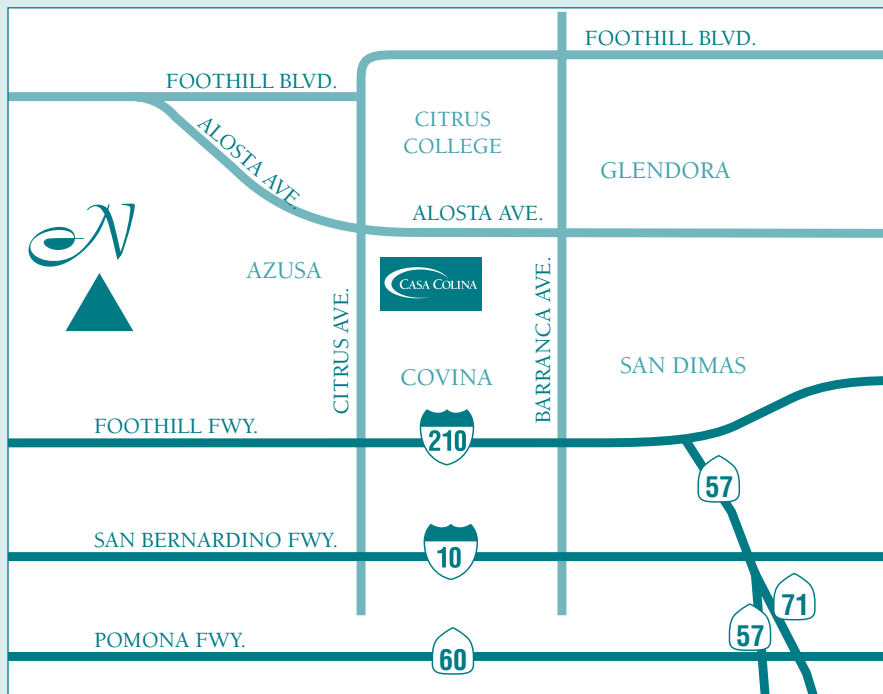 FOOTHILL BLVD.
FOOTHILL BLVD.
ALOSTA AVE.
CITRUS
COLLEGE
GLENDORA
ALOSTA AVE.
N
AZUSA
CASA COLINA
CITRUS AVE.
BARRANCA AVE.
COVINA
SAN DIMAS
FOOTHILL FWY.
210
57
SAN BERNARDINO FWY.
10
71
57
POMONA FWY.
60